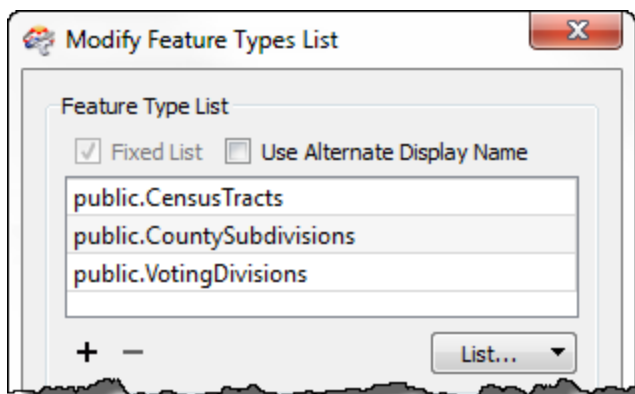 Modify Feature Types List
Feature Type List
Fixed List Use Alternate Display Name
public.CensusTracts
public.CountySubdivisions
public.VotingDivisions
List...